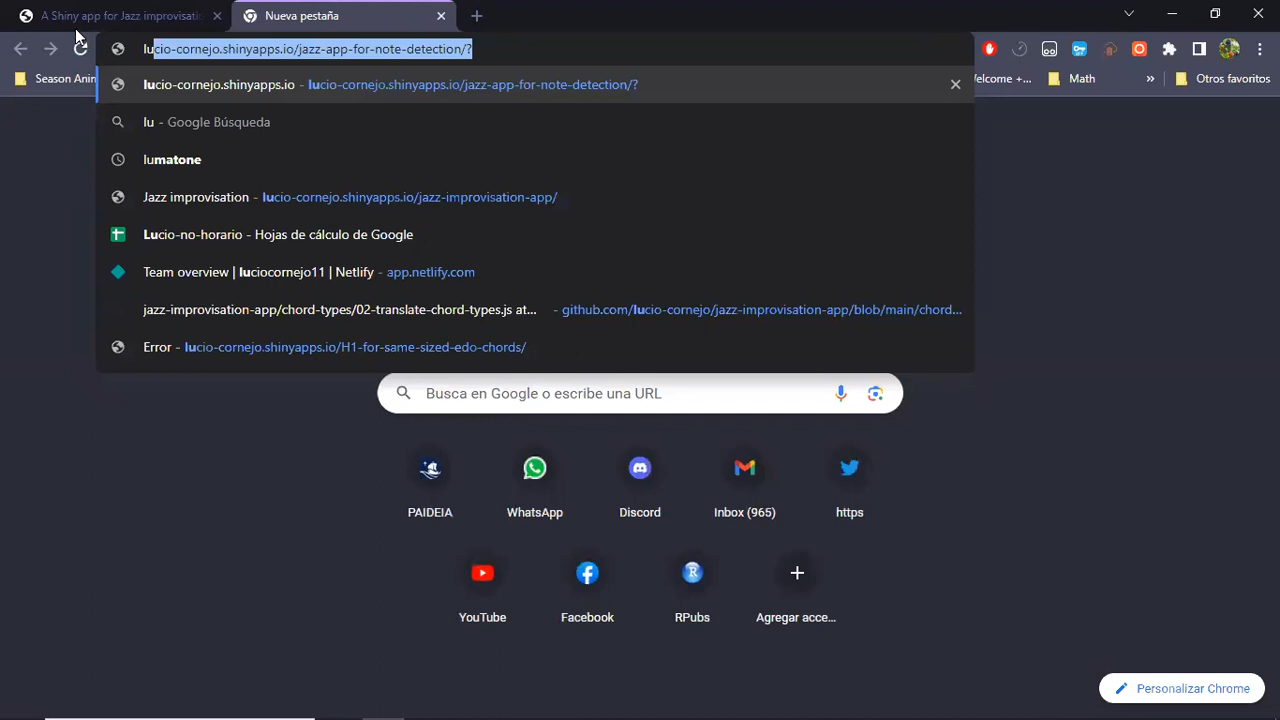 A Shiny app for Jazz improvisati
Nueva pestaña
lucio-cornejo.shinyapps.io/jazz-app-for-note-detection/?
Season Anin
elcome +...
Math
»
Otros favoritos
lucio-cornejo.shinyapps.io - lucio-cornejo.shinyapps.io/jazz-app-for-note-detection/?
lu - Google Búsqueda
lumatone
Jazz improvisation - lucio-cornejo.shinyapps.io/jazz-improvisation-app/
Lucio-no-horario - Hojas de cálculo de Google
Team overview | luciocornejo11 | Netlify - app.netlify.com
jazz-improvisation-app/chord-types/02-translate-chord-types.js at... - github.com/lucio-cornejo/jazz-improvisation-app/blob/main/chord...
Error - lucio-cornejo.shinyapps.io/H1-for-same-sized-edo-chords/
Busca en Google o escribe una URL
PAIDEIA
WhatsApp
Discord
Inbox (965)
https
YouTube
Facebook
RPubs
Agregar acce...
Personalizar Chrome